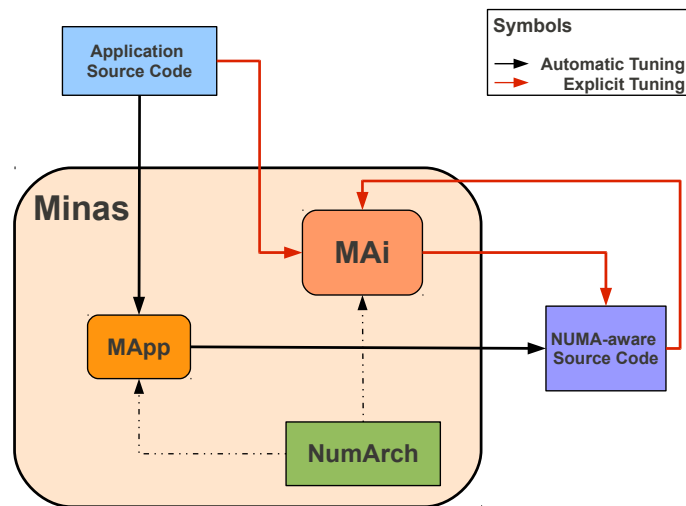 Application
Source Code
Symbols
Automatic Tuning
Explicit Tuning
Minas
MAi
MApp
NUMA-aware
Source Code
NumArch